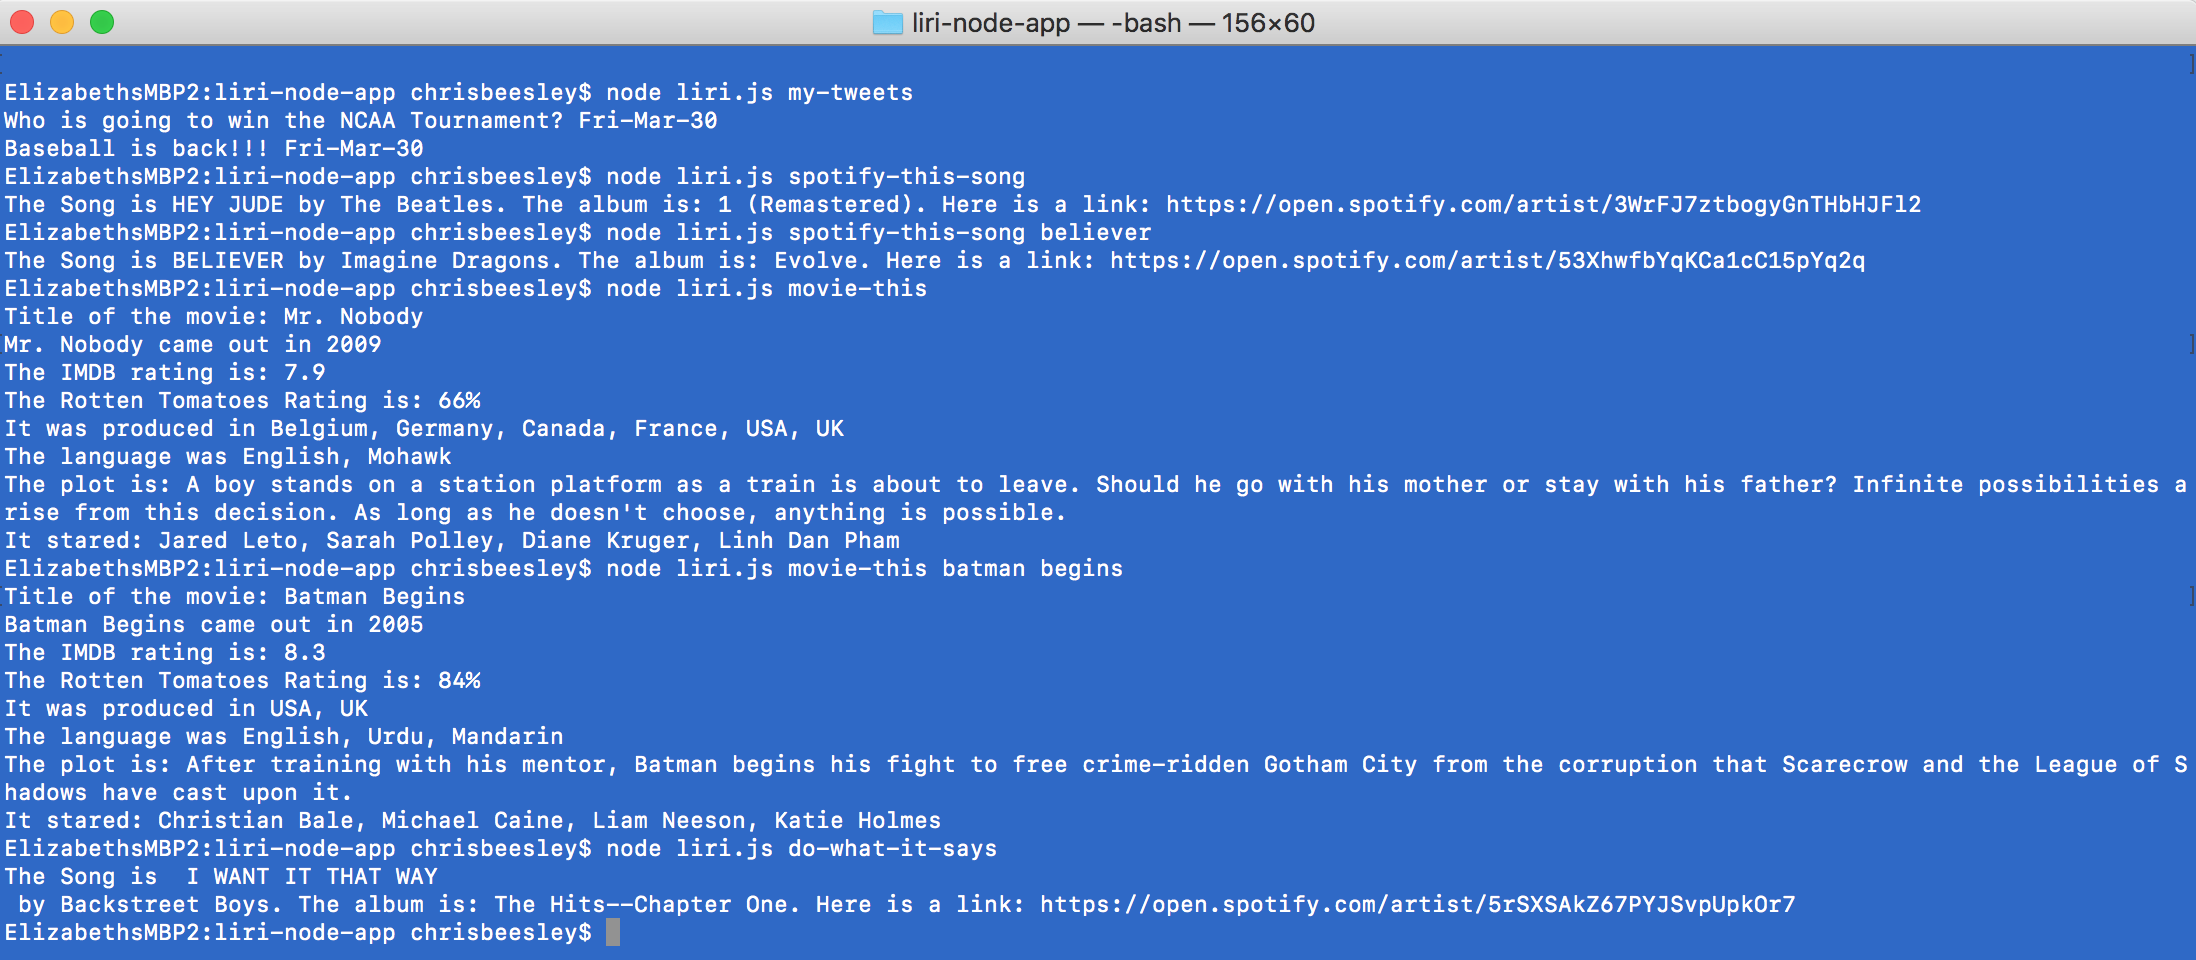 liri-node-app — -bash — 156×60
ElizabethsMBP2:liri-node-app chrisbeesley$ node liri.js my-tweets
Who is going to win the NCAA Tournament? Fri-Mar-30
Baseball is back!!! Fri-Mar-30
ElizabethsMBP2:liri-node-app chrisbeesley$ node liri.js spotify-this-song
The Song is HEY JUDE by The Beatles. The album is: 1 (Remastered). Here is a link: https://open.spotify.com/artist/3WrFJ7ztbogyGnTHbHJFl2
ElizabethsMBP2:liri-node-app chrisbeesley$ node liri.js spotify-this-song believer
The Song is BELIEVER by Imagine Dragons. The album is: Evolve. Here is a link: https://open.spotify.com/artist/53XhwfbYqKCa1cC15pYq2q
ElizabethsMBP2:liri-node-app chrisbeesley$ node liri.js movie-this
Title of the movie: Mr. Nobody
Mr. Nobody came out in 2009
The IMDB rating is: 7.9
The Rotten Tomatoes Rating is: 66%
It was produced in Belgium, Germany, Canada, France, USA, UK
The language was English, Mohawk
The plot is: A boy stands on a station platform as a train is about to leave. Should he go with his mother or stay with his father? Infinite possibilities a
rise from this decision. As long as he doesn't choose, anything is possible.
It stared: Jared Leto, Sarah Polley, Diane Kruger, Linh Dan Pham
ElizabethsMBP2:liri-node-app chrisbeesley$ node liri.js movie-this batman begins
Title of the movie: Batman Begins
Batman Begins came out in 2005
The IMDB rating is: 8.3
The Rotten Tomatoes Rating is: 84%
It was produced in USA, UK
The language was English, Urdu, Mandarin
The plot is: After training with his mentor, Batman begins his fight to free crime-ridden Gotham City from the corruption that Scarecrow and the League of S
hadows have cast upon it.
It stared: Christian Bale, Michael Caine, Liam Neeson, Katie Holmes
ElizabethsMBP2:liri-node-app chrisbeesley$ node liri.js do-what-it-says
The Song is  I WANT IT THAT WAY
 by Backstreet Boys. The album is: The Hits--Chapter One. Here is a link: https://open.spotify.com/artist/5rSXSAkZ67PYJSvpUpkOr7
ElizabethsMBP2:liri-node-app chrisbeesley$